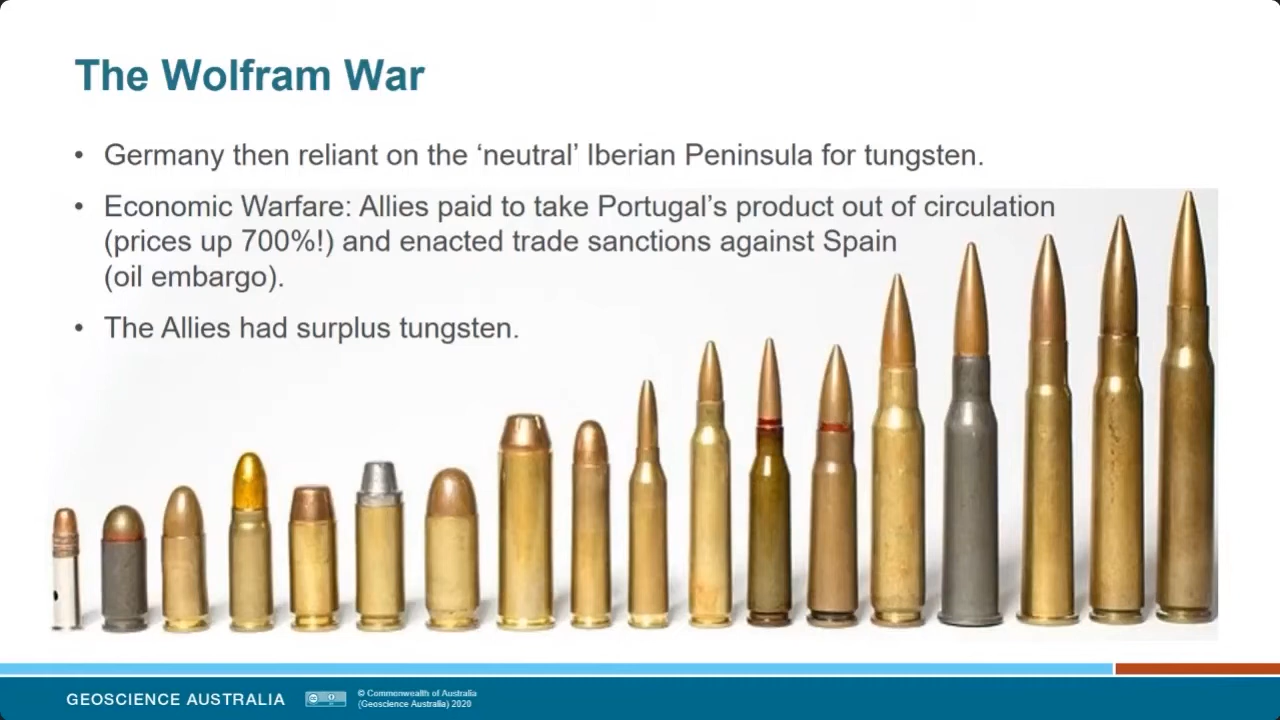 The Wolfram War
• Germany then reliant on the ‘neutral’ Iberian Peninsula for tungsten.
• Economic Warfare: Allies paid to take Portugal’s product out of circulation
(prices up 700%!) and enacted trade sanctions against Spain
(oil embargo).
• The Allies had surplus tungsten.
GEOSCIENCE AUSTRALIA
© Commonwealth of Australia
(Geoscience Australia) 2020